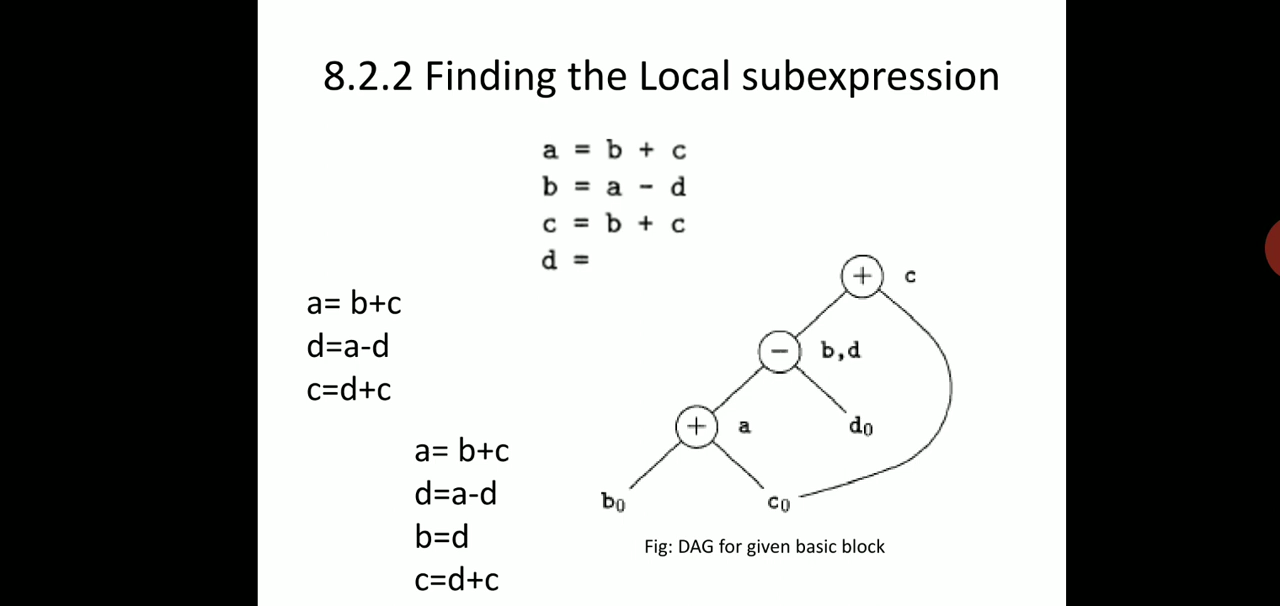 8.2.2 Finding the Local subexpression
a = b + c
b = a - d
c = b + c
d =
a= b+c
d=a-d
c=d+c
a= b+c
d=a-d
b=d
c=d+c
+ c
− b,d
+ a
d₀
b₀
c₀
Fig: DAG for given basic block